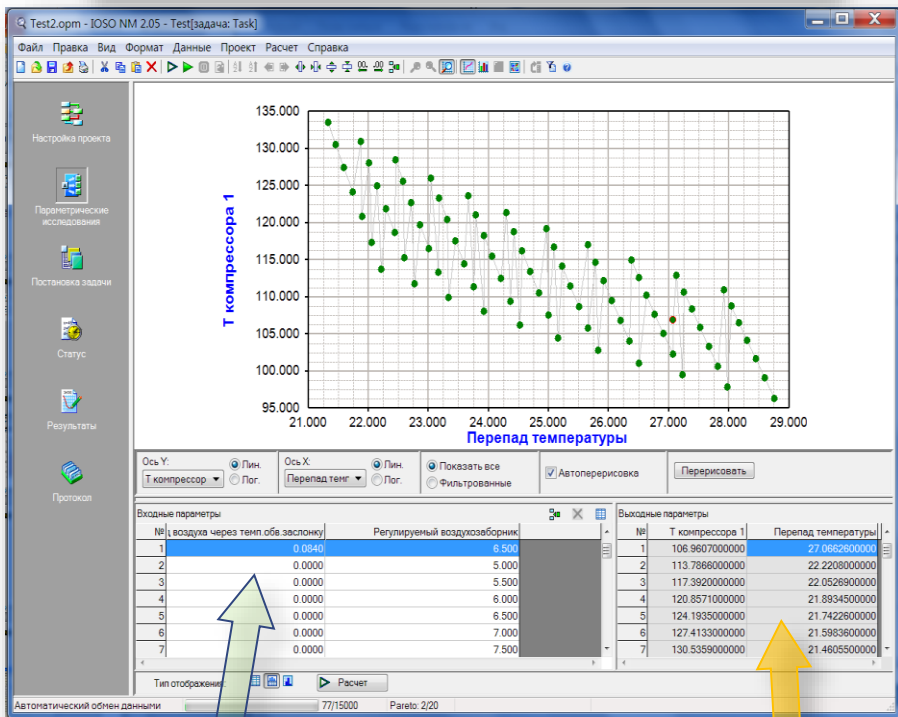 Test2.opm - IOSO NM 2.05 - Test[задача: Task]
Файл Правка Вид Формат Данные Проект Расчет Справка
Настройка проекта
Параметрические
исследования
Постановка задачи
Статус
Результаты
Протокол
Т компрессора 1
135.000
130.000
125.000
120.000
115.000
110.000
105.000
100.000
95.000
21.000 22.000 23.000 24.000 25.000 26.000 27.000 28.000 29.000
Перепад температуры
Ось Y: Лин. Ось X: Лин. Показать все
Т компрессор Лог. Перепад темг Лог. Фильтрованные Автоперерисовка Перерисовать
Входные параметры Выходные параметры
№ воздуха через темп.обв.заспонку Регулируемый воздухозаборник № Т компрессора 1 Перепад температуры
1 0.0840 6.500 1 106.9607000000 27.0662600000
2 0.0000 5.000 2 113.7866000000 22.2208000000
3 0.0000 5.500 3 117.3920000000 22.0526900000
4 0.0000 6.000 4 120.8571000000 21.8934500000
5 0.0000 6.500 5 124.1935000000 21.7422600000
6 0.0000 7.000 6 127.4133000000 21.5983600000
7 0.0000 7.500 7 130.5359000000 21.4605500000
Тип отображения: Расчет
Автоматический обмен данными 77/15000 Pareto: 2/20